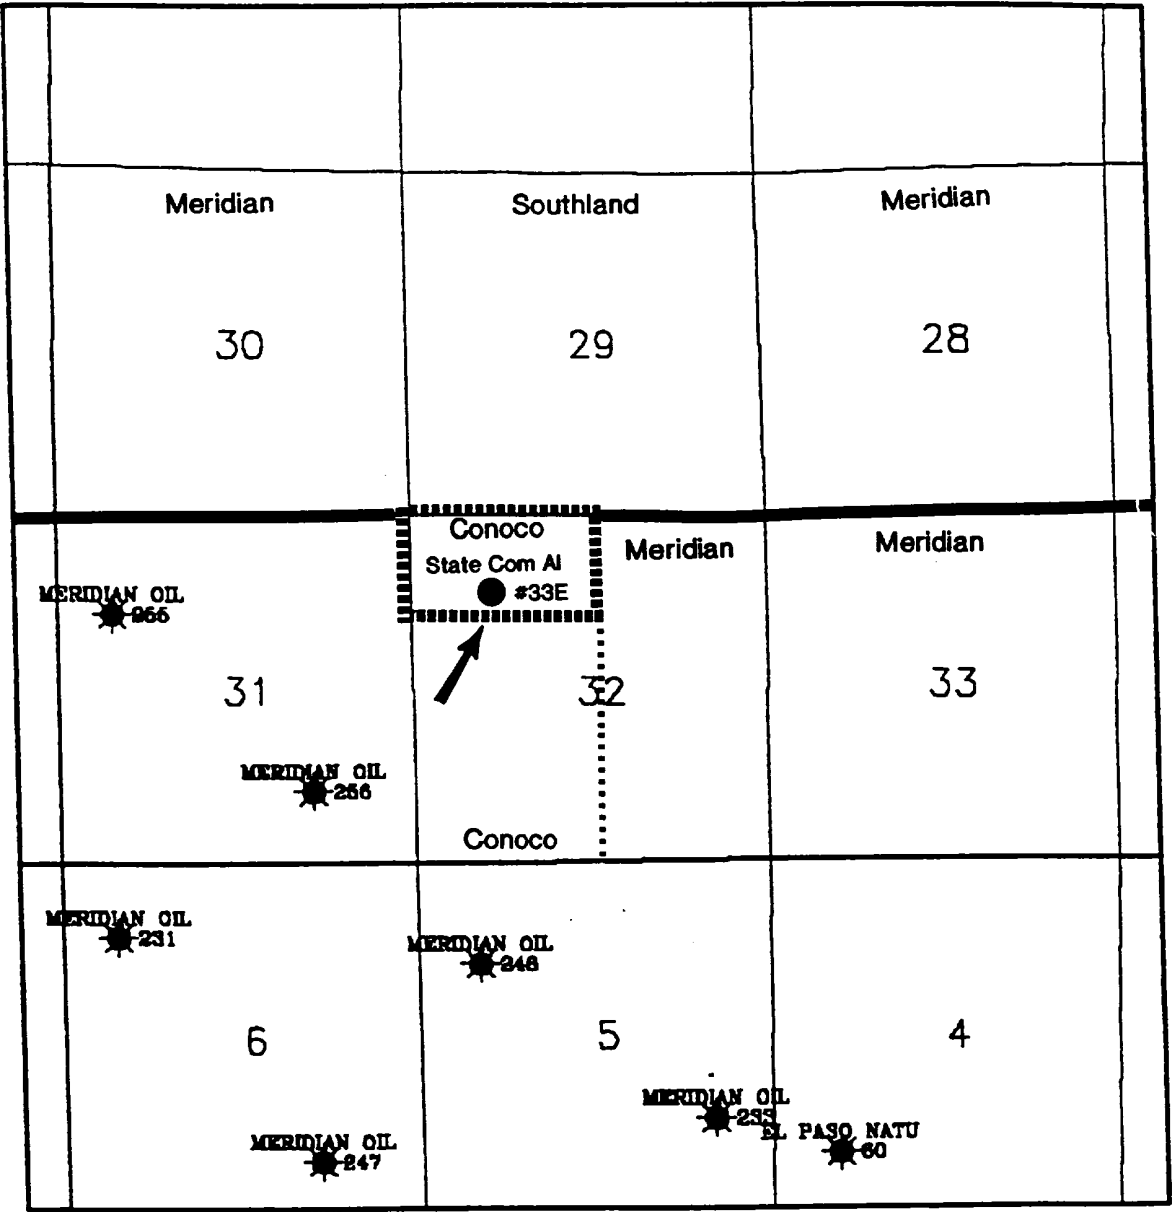 Meridian
Southland
Meridian
30
29
28
Conoco
State Com AI
#33E
Meridian
Meridian
MERIDIAN OIL
31
32
33
MERIDIAN OIL
256
Conoco
MERIDIAN OIL
231
MERIDIAN OIL
6
5
4
MERIDIAN OIL
233
EL PASO NATU
60
MERIDIAN OIL
247